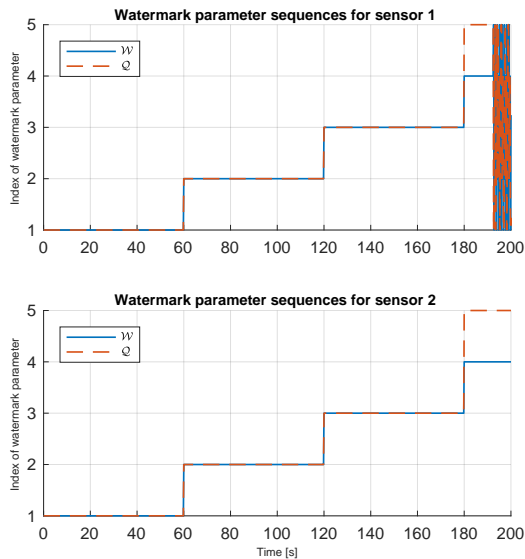 Watermark parameter sequences for sensor 1
Index of watermark parameter
5
4
3
2
1
𝒲
𝒬
0 20 40 60 80 100 120 140 160 180 200
Watermark parameter sequences for sensor 2
Index of watermark parameter
5
4
3
2
1
𝒲
𝒬
0 20 40 60 80 100 120 140 160 180 200
Time [s]